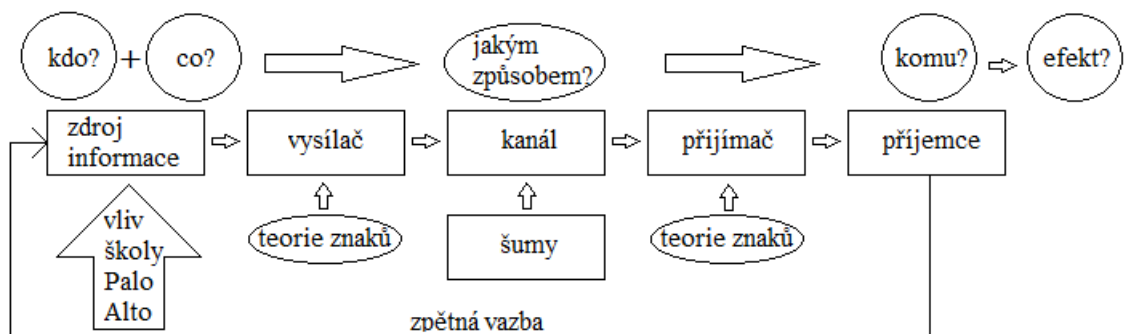 kdo? + co?
jakým
způsobem?
komu?
efekt?
zdroj
informace
vysílač
kanál
přijímač
příjemce
vliv
školy
Palo
Alto
teorie znaků
šumy
teorie znaků
zpětná vazba